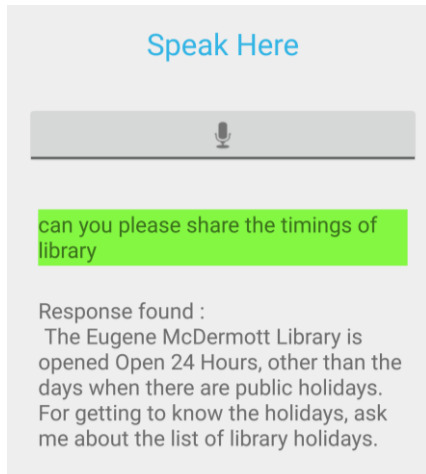 Speak Here
can you please share the timings of
library
Response found :
The Eugene McDermott Library is
opened Open 24 Hours, other than the
days when there are public holidays.
For getting to know the holidays, ask
me about the list of library holidays.